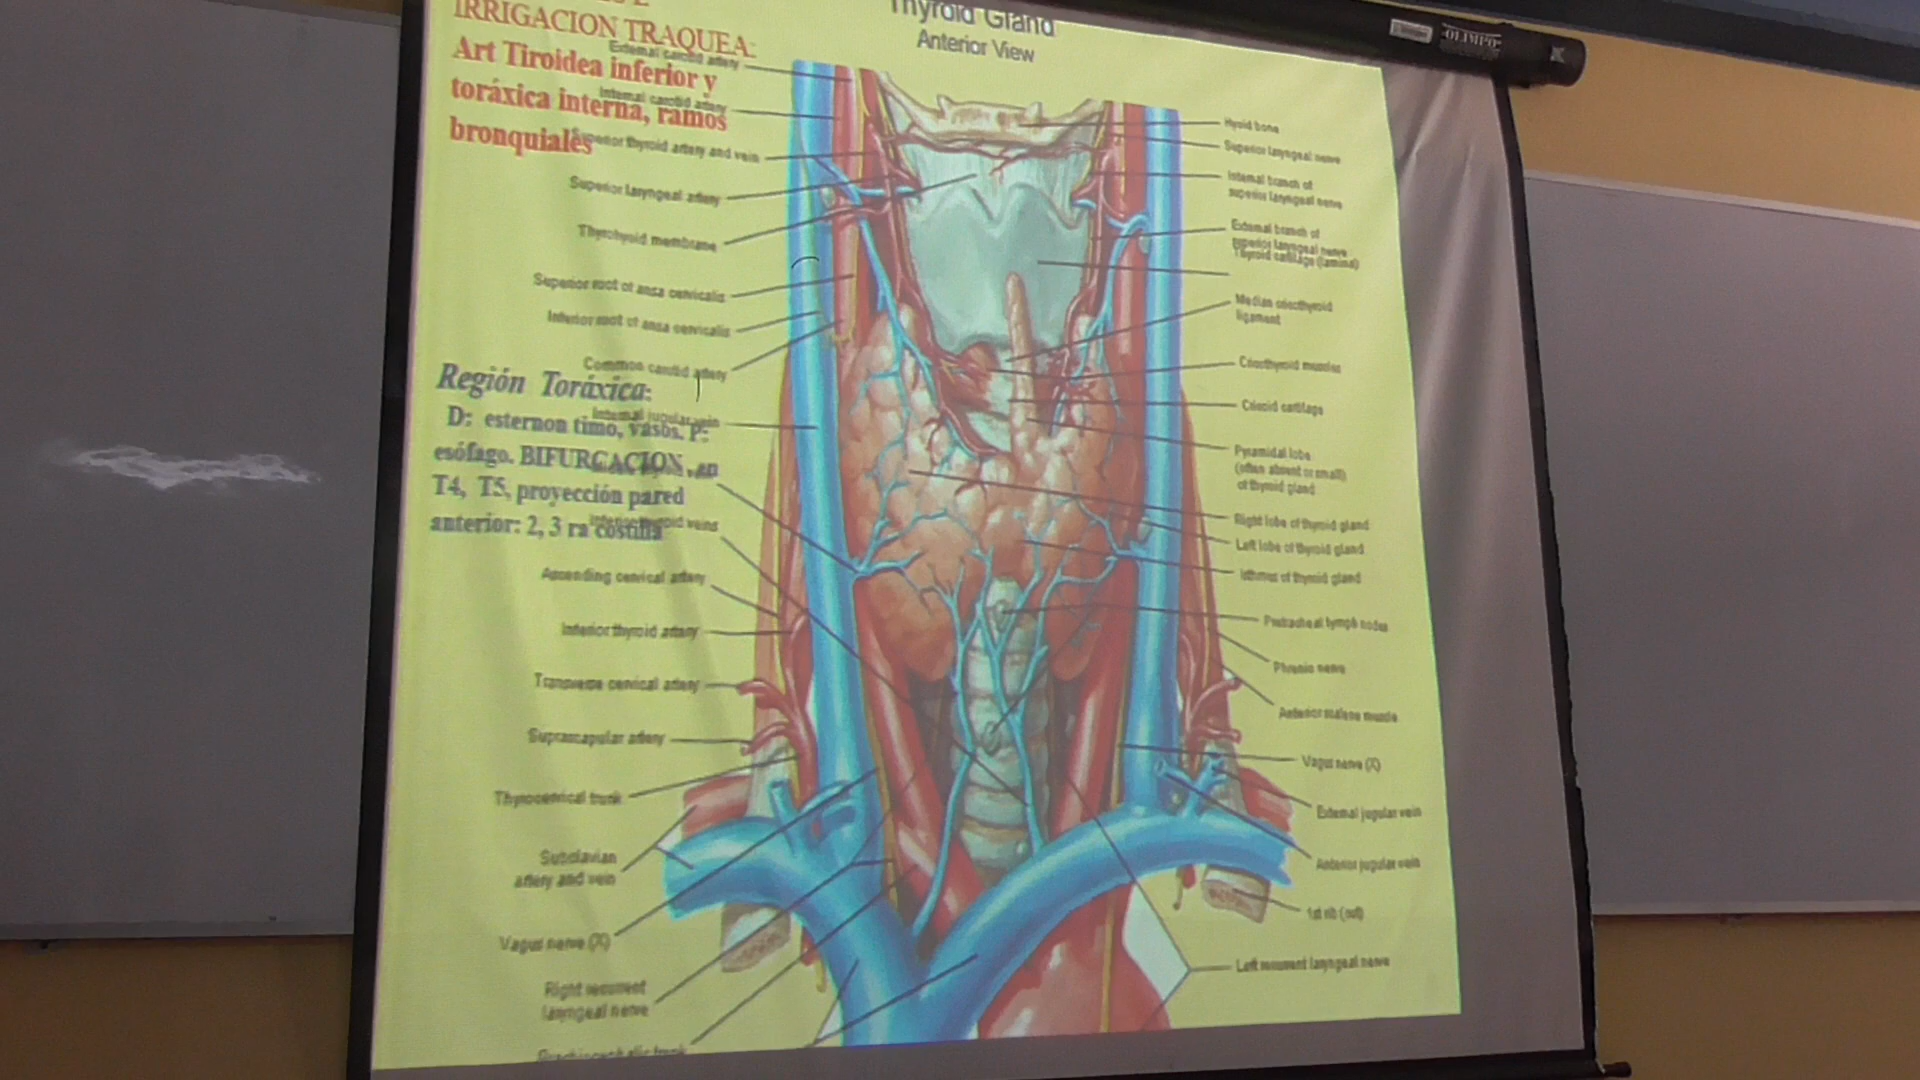 IRRIGACION TRAQUEA:
Art Tiroidea inferior y
toráxica interna, ramos
bronquiales
Thyroid Gland
Anterior View
OLIMPO
External carotid artery
Internal carotid artery
Superior thyroid artery and vein
Superior laryngeal artery
Thyrohyoid membrane
Superior root of ansa cervicalis
Inferior root of ansa cervicalis
Common carotid artery
Región Toráxica:
Internal jugular vein
D: esternon timo, vasos. P:
esófago. BIFURCACION en
T4, T5, proyección pared
anterior: 2, 3 ra costilla
thyroid veins
Ascending cervical artery
Inferior thyroid artery
Transverse cervical artery
Suprascapular artery
Thyrocervical trunk
Subclavian
artery and vein
Vagus nerve (X)
Right recurrent
laryngeal nerve
Brachiocephalic trunk
Hyoid bone
Superior laryngeal nerve
Internal branch of
superior laryngeal nerve
External branch of
superior laryngeal nerve
Thyroid cartilage (lamina)
Median cricothyroid
ligament
Cricothyroid muscles
Cricoid cartilage
Pyramidal lobe
(often absent or small)
of thyroid gland
Right lobe of thyroid gland
Left lobe of thyroid gland
Isthmus of thyroid gland
Pretracheal lymph nodes
Phrenic nerve
Anterior scalene muscle
Vagus nerve (X)
External jugular vein
Anterior jugular vein
1st rib (cut)
Left recurrent laryngeal nerve